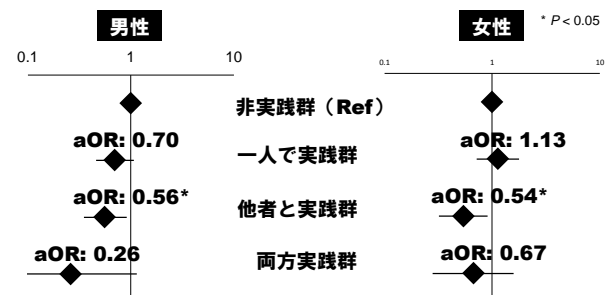 男性
女性
* P < 0.05
0.1 1 10
0.1 1 10
非実践群（Ref）
aOR: 0.70
一人で実践群
aOR: 1.13
aOR: 0.56*
他者と実践群
aOR: 0.54*
aOR: 0.26
両方実践群
aOR: 0.67